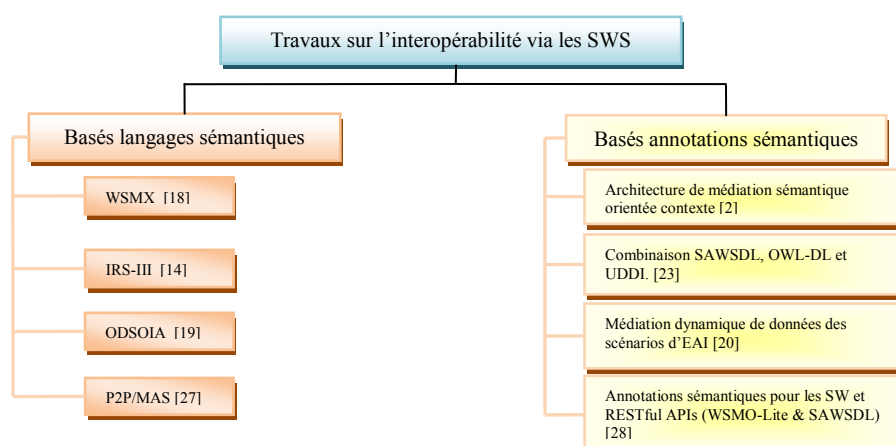 Travaux sur l'interopérabilité via les SWS
Basés langages sémantiques
WSMX [18]
IRS-III [14]
ODSOIA [19]
P2P/MAS [27]
Basés annotations sémantiques
Architecture de médiation sémantique
orientée contexte [2]
Combinaison SAWSDL, OWL-DL et
UDDI. [23]
Médiation dynamique de données des
scénarios d'EAI [20]
Annotations sémantiques pour les SW et
RESTful APIs (WSMO-Lite & SAWSDL)
[28]